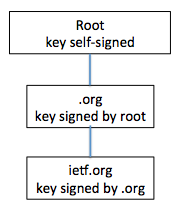 Root
key self-signed
.org
key signed by root
ietf.org
key signed by .org